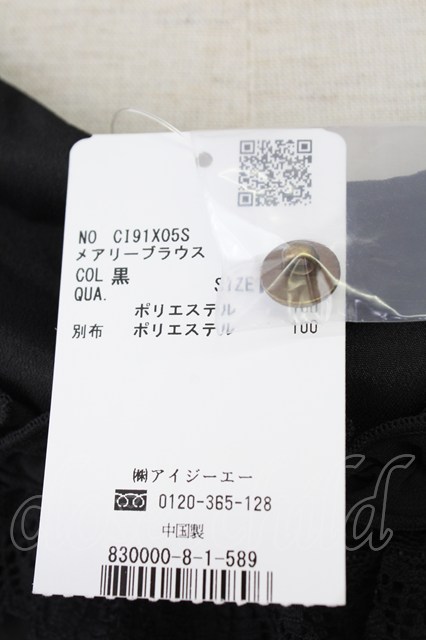 NO CI91X05S
メアリーブラウス
COL 黒 SIZE
QUA.
ポリエステル 100
別布 ポリエステル 100
㈱アイジーエー
0120-365-128
中国製
830000-8-1-589